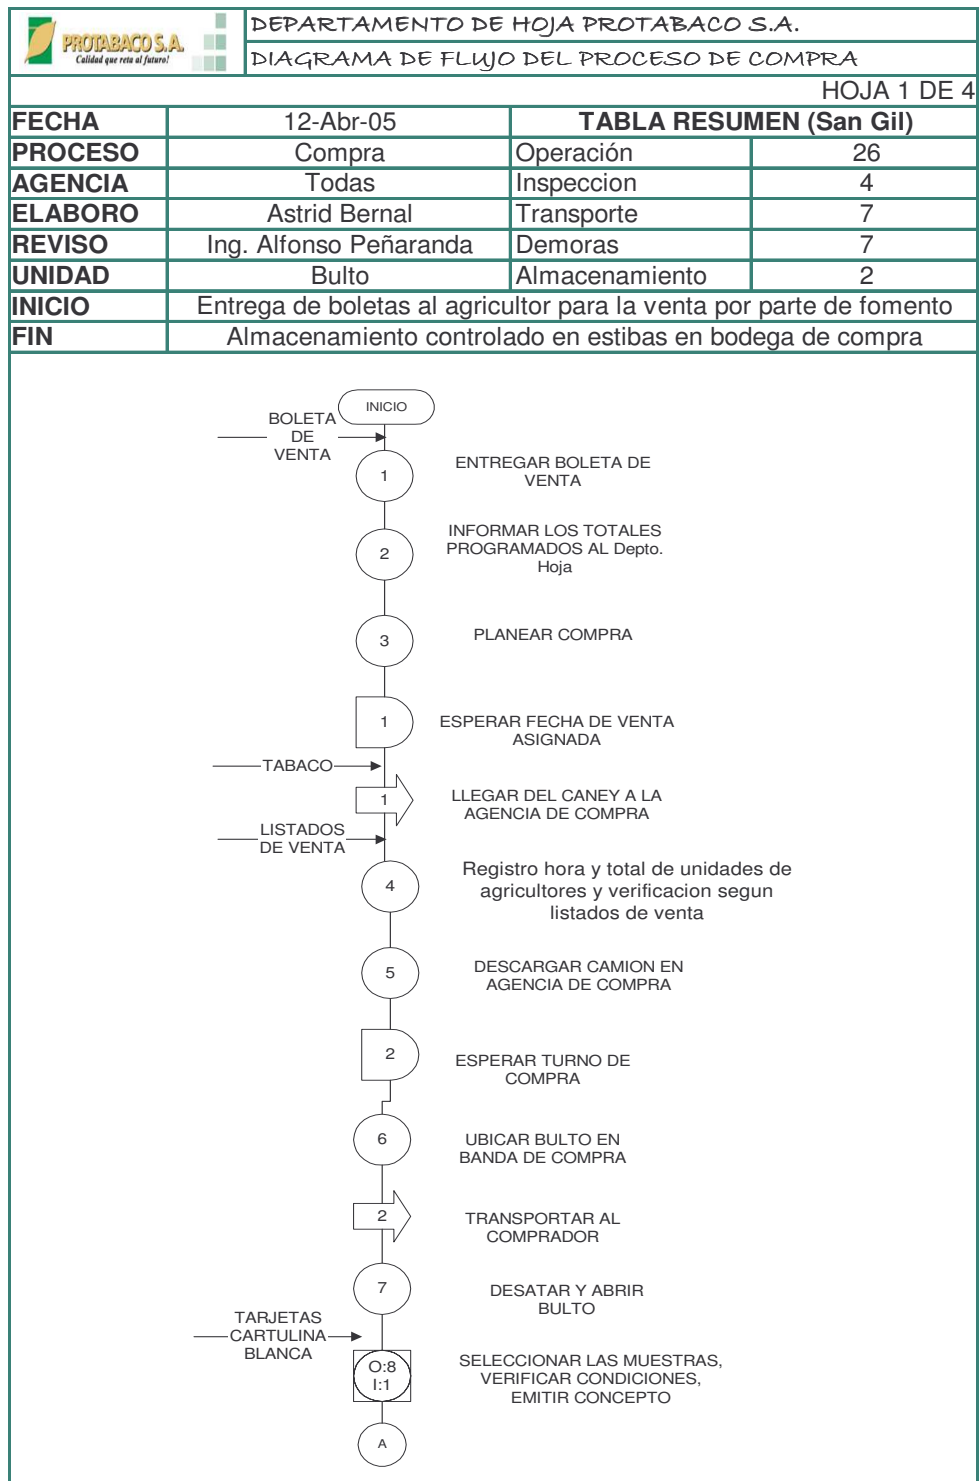 PROTABACO S.A.
Calidad que reta al futuro!
DEPARTAMENTO DE HOJA PROTABACO S.A.
DIAGRAMA DE FLUJO DEL PROCESO DE COMPRA
HOJA 1 DE 4
FECHA 12-Abr-05 TABLA RESUMEN (San Gil)
PROCESO Compra Operación 26
AGENCIA Todas Inspeccion 4
ELABORO Astrid Bernal Transporte 7
REVISO Ing. Alfonso Peñaranda Demoras 7
UNIDAD Bulto Almacenamiento 2
INICIO Entrega de boletas al agricultor para la venta por parte de fomento
FIN Almacenamiento controlado en estibas en bodega de compra
INICIO
BOLETA
DE
VENTA
1
ENTREGAR BOLETA DE
VENTA
2
INFORMAR LOS TOTALES
PROGRAMADOS AL Depto.
Hoja
3
PLANEAR COMPRA
1
ESPERAR FECHA DE VENTA
ASIGNADA
TABACO
1
LLEGAR DEL CANEY A LA
AGENCIA DE COMPRA
LISTADOS
DE VENTA
4
Registro hora y total de unidades de
agricultores y verificacion segun
listados de venta
5
DESCARGAR CAMION EN
AGENCIA DE COMPRA
2
ESPERAR TURNO DE
COMPRA
6
UBICAR BULTO EN
BANDA DE COMPRA
2
TRANSPORTAR AL
COMPRADOR
7
DESATAR Y ABRIR
BULTO
TARJETAS
CARTULINA
BLANCA
O:8
I:1
SELECCIONAR LAS MUESTRAS,
VERIFICAR CONDICIONES,
EMITIR CONCEPTO
A